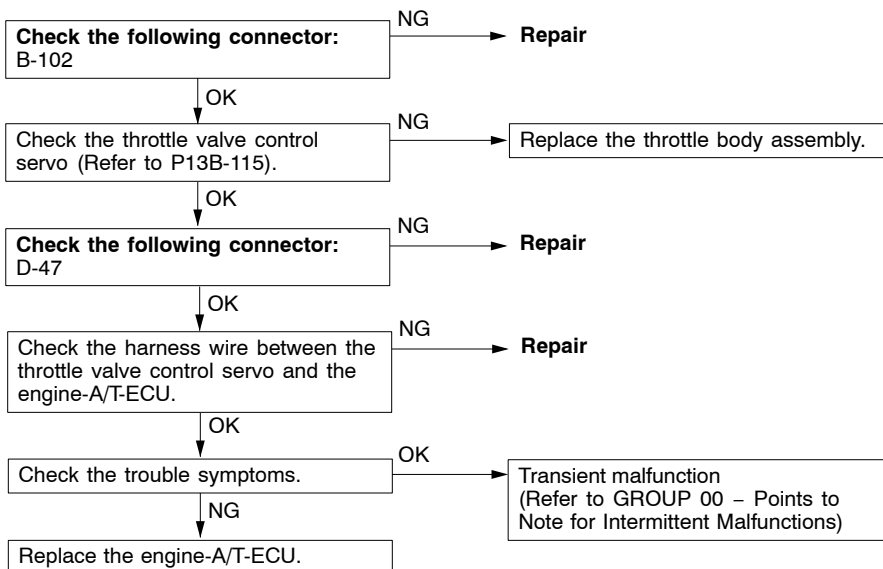 Check the following connector:
B-102
NG
Repair
OK
Check the throttle valve control
servo (Refer to P13B-115).
NG
Replace the throttle body assembly.
OK
Check the following connector:
D-47
NG
Repair
OK
Check the harness wire between the
throttle valve control servo and the
engine-A/T-ECU.
NG
Repair
OK
Check the trouble symptoms.
OK
Transient malfunction
(Refer to GROUP 00 – Points to
Note for Intermittent Malfunctions)
NG
Replace the engine-A/T-ECU.